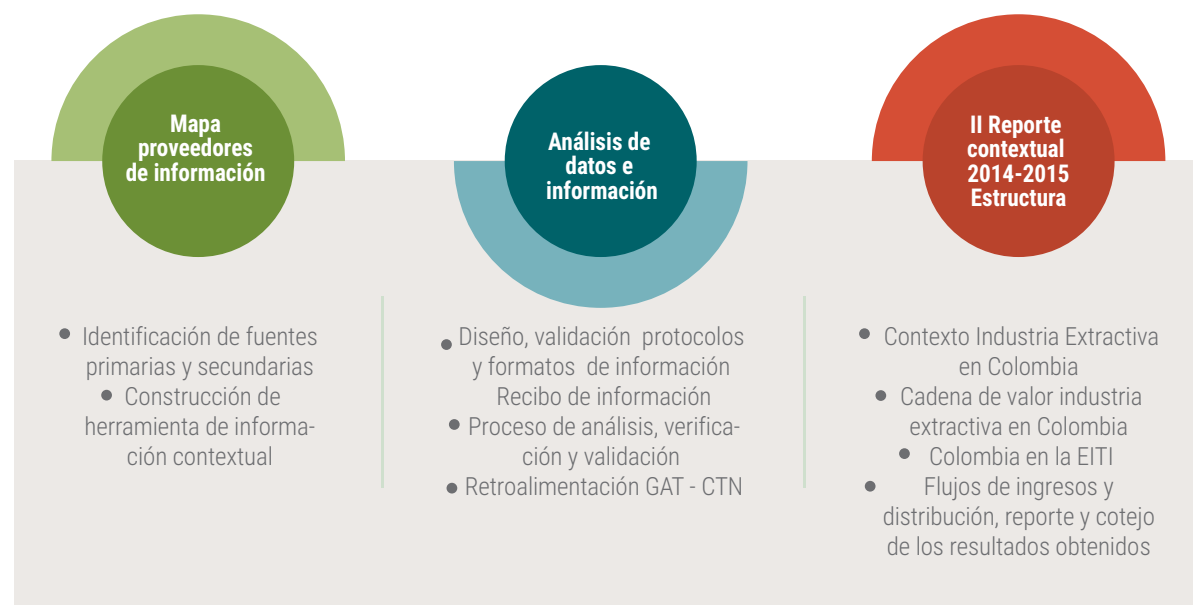 Mapa
proveedores
de información
Análisis de
datos e
información
II Reporte
contextual
2014-2015
Estructura
• Identificación de fuentes
primarias y secundarias
• Construcción de
herramienta de informa-
ción contextual
• Diseño, validación protocolos
y formatos de información
Recibo de información
• Proceso de análisis, verifica-
ción y validación
• Retroalimentación GAT - CTN
• Contexto Industria Extractiva
en Colombia
• Cadena de valor industria
extractiva en Colombia
• Colombia en la EITI
• Flujos de ingresos y
distribución, reporte y cotejo
de los resultados obtenidos